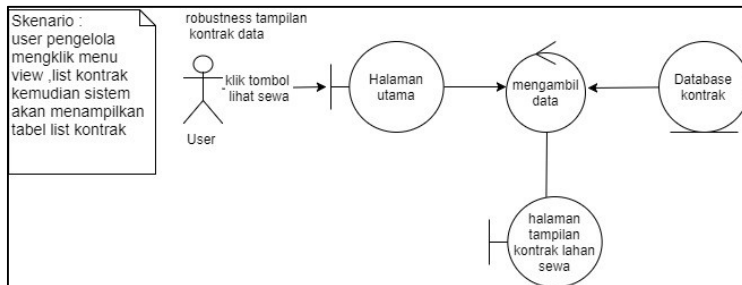 Skenario :
user pengelola
mengklik menu
view ,list kontrak
kemudian sistem
akan menampilkan
tabel list kontrak
robustness tampilan
kontrak data
klik tombol
lihat sewa
User
Halaman
utama
mengambil
data
Database
kontrak
halaman
tampilan
kontrak lahan
sewa